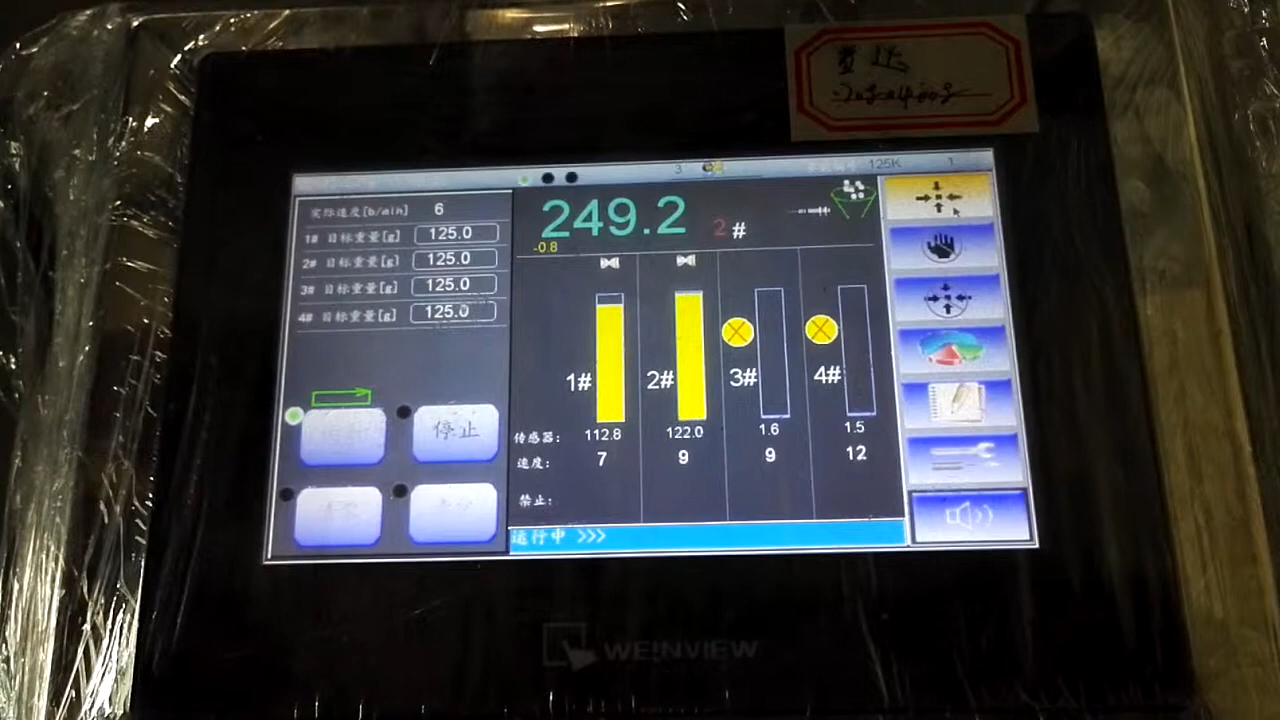 3
125K
1
实际速度[b/min] 6
1# 目标重量[g] 125.0
2# 目标重量[g] 125.0
3# 目标重量[g] 125.0
4# 目标重量[g] 125.0
停止
249.2
2 #
-0.8
1# 2# 3# 4#
传感器: 112.8 122.0 1.6 1.5
速度: 7 9 9 12
禁止:
运行中 >>>
WEINVIEW